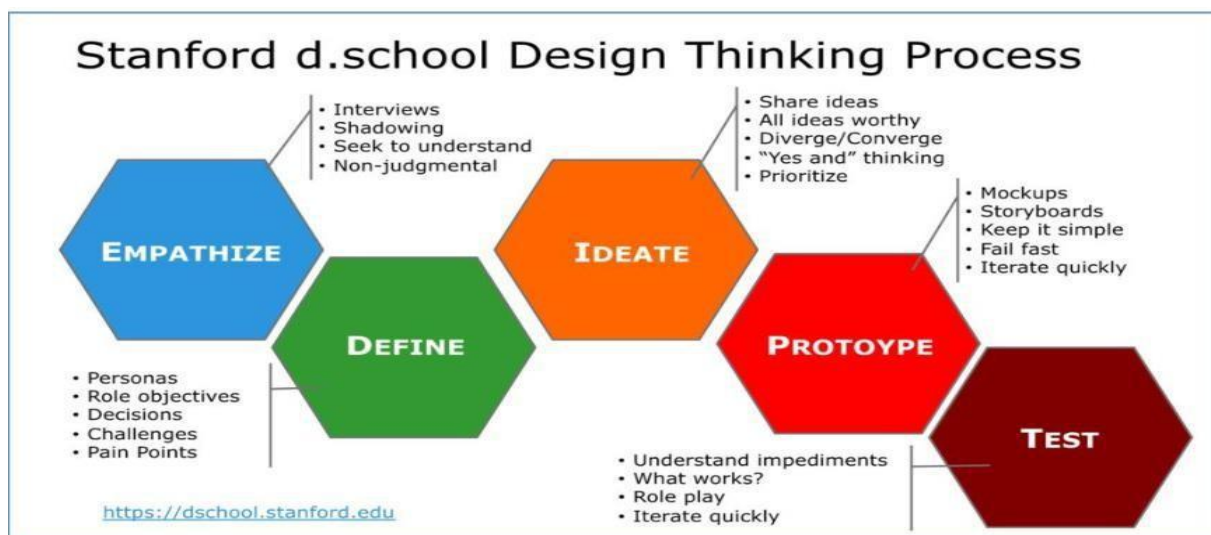 Stanford d.school Design Thinking Process
• Interviews
• Shadowing
• Seek to understand
• Non-judgmental
EMPATHIZE
• Personas
• Role objectives
• Decisions
• Challenges
• Pain Points
DEFINE
• Share ideas
• All ideas worthy
• Diverge/Converge
• “Yes and” thinking
• Prioritize
IDEATE
• Mockups
• Storyboards
• Keep it simple
• Fail fast
• Iterate quickly
PROTOYPE
• Understand impediments
• What works?
• Role play
• Iterate quickly
TEST
https://dschool.stanford.edu